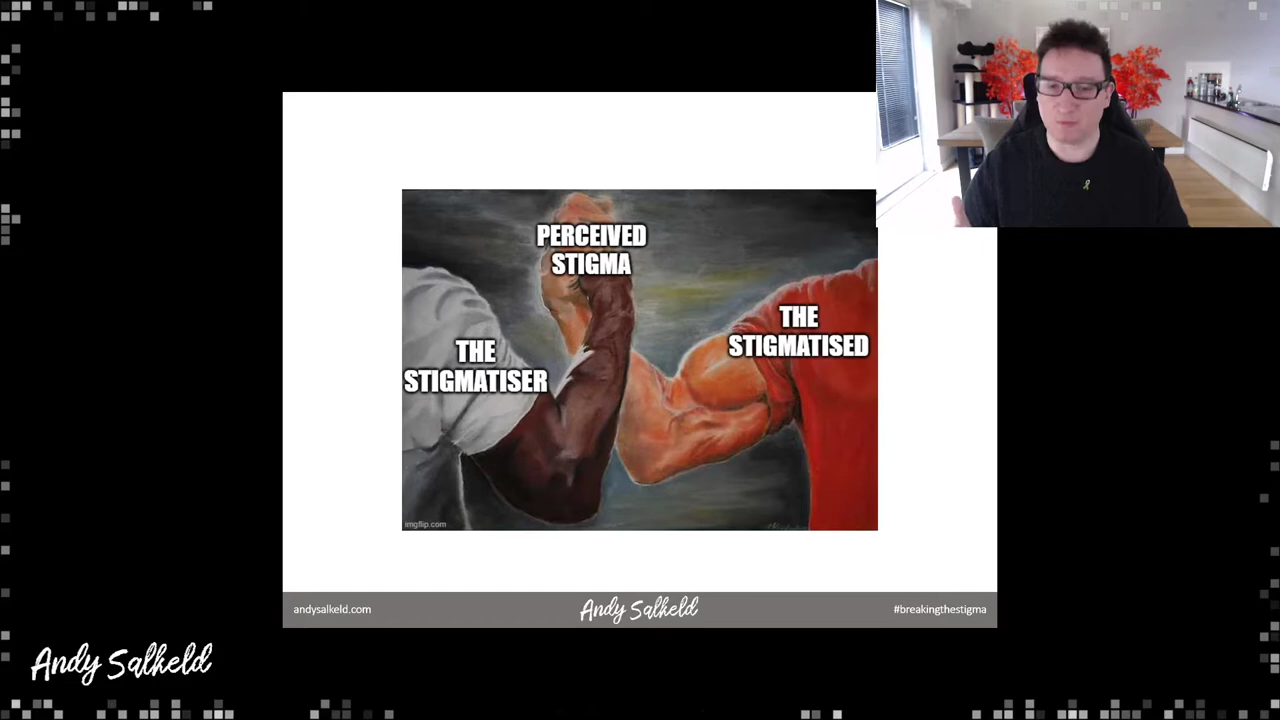 PERCEIVED
STIGMA
THE
STIGMATISED
THE
STIGMATISER
imgflip.com
andysalkeld.com
Andy Salkeld
#breakingthestigma
Andy Salkeld